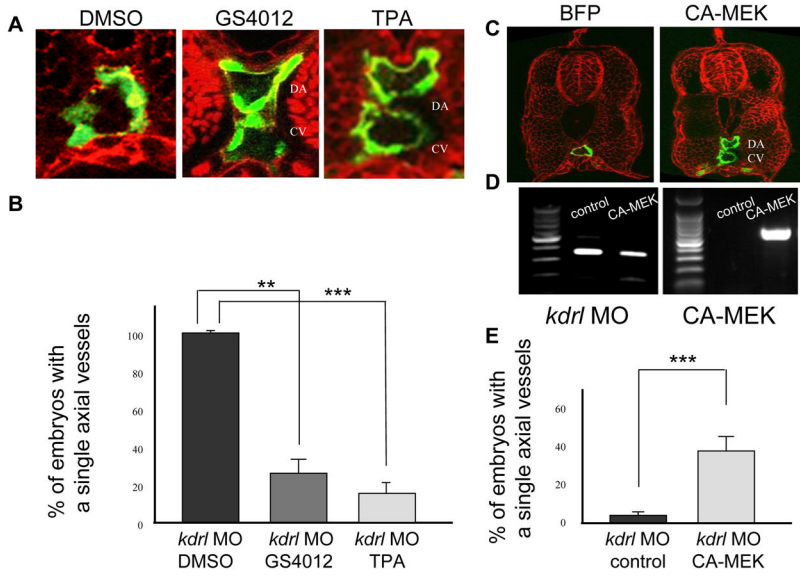 A
DMSO
GS4012
TPA
DA
CV
DA
CV
B
% of embryos with
a single axial vessels
100
80
60
40
20
0
**
***
kdrl MO
DMSO
kdrl MO
GS4012
kdrl MO
TPA
C
BFP
CA-MEK
DA
CV
D
control
CA-MEK
control
CA-MEK
kdrl MO
CA-MEK
E
% of embryos with
a single axial vessels
60
40
20
0
***
kdrl MO
control
kdrl MO
CA-MEK